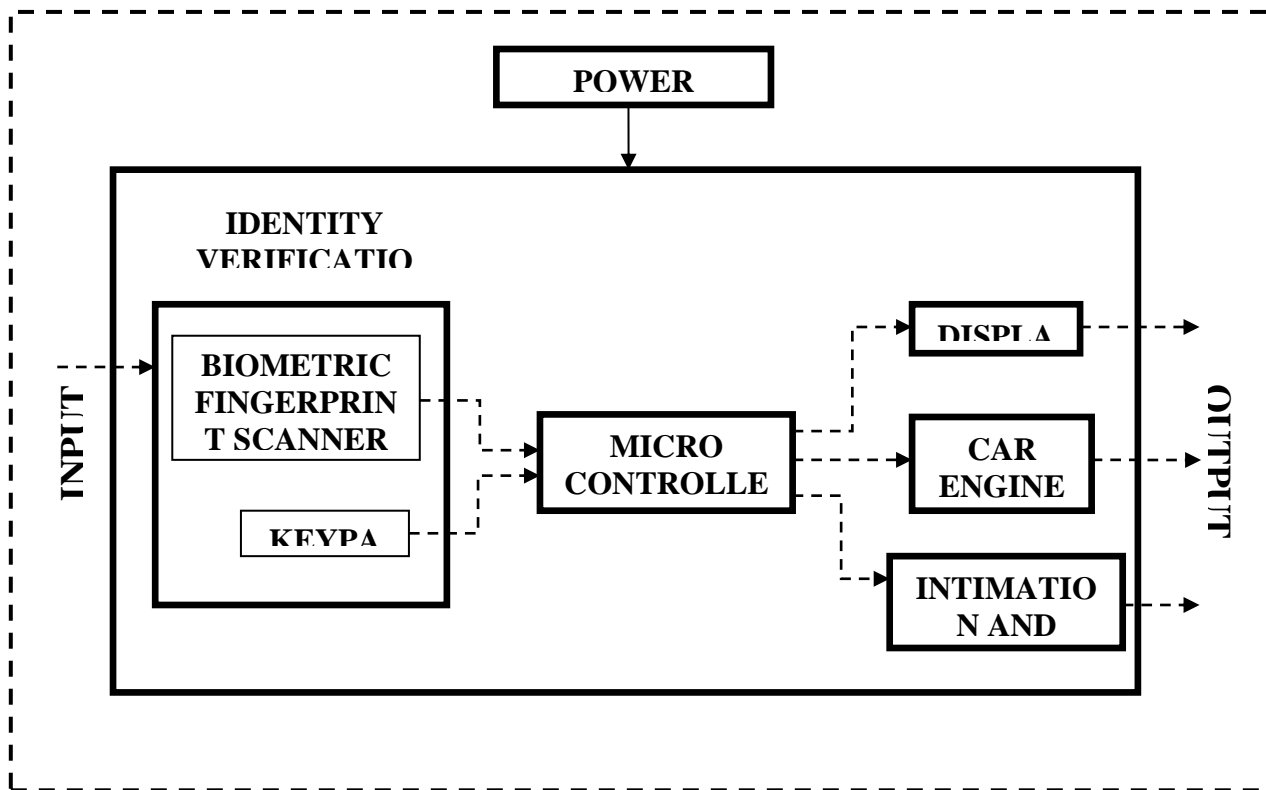 POWER
IDENTITY
VERIFICATIO
INPUT
BIOMETRIC
FINGERPRIN
T SCANNER
KEYPA
MICRO
CONTROLLE
DISPLA
CAR
ENGINE
INTIMATIO
N AND
OUTPUT